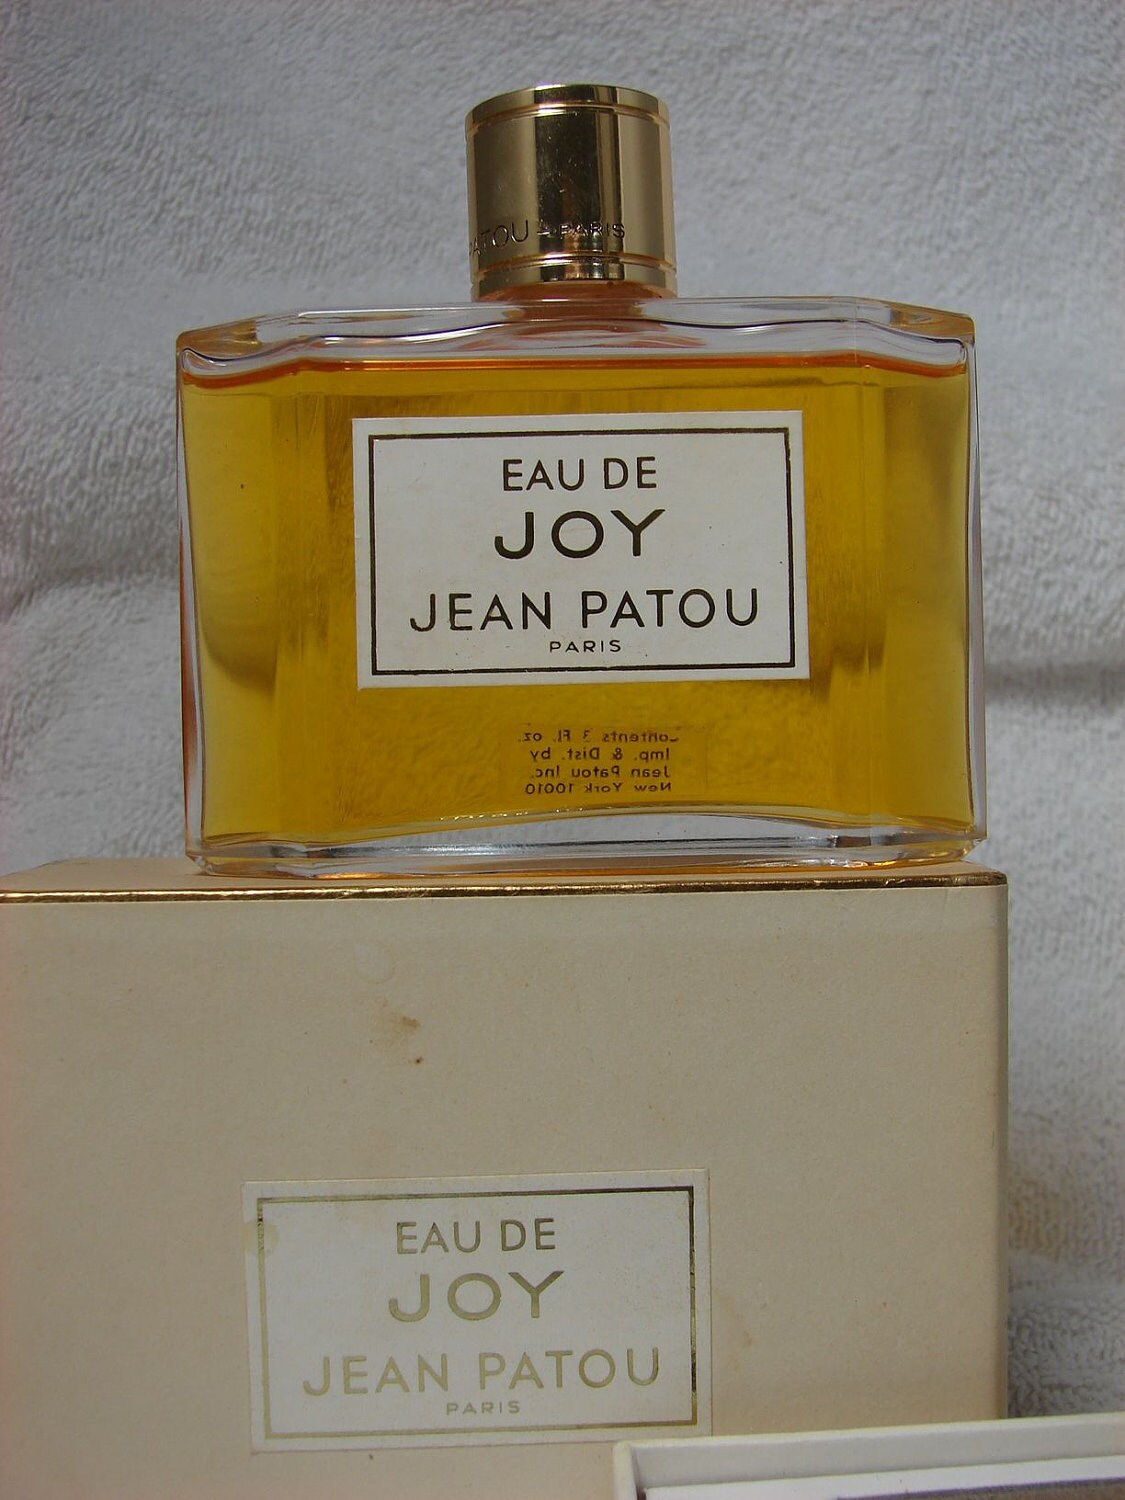 PATOU PARIS
EAU DE
JOY
JEAN PATOU
PARIS
Contents 3 Fl. oz.
Imp. & Dist. by
Jean Patou Inc.
New York 10010
EAU DE
JOY
JEAN PATOU
PARIS